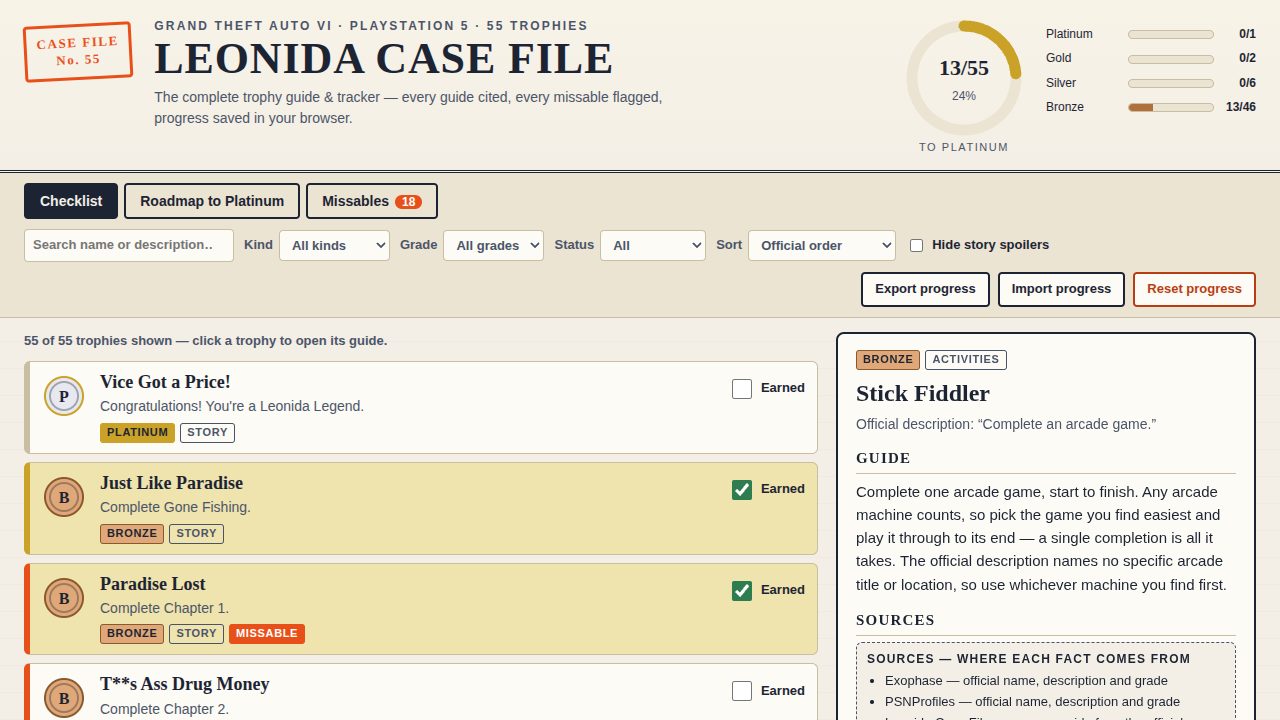 CASE FILE
No. 55
GRAND THEFT AUTO VI · PLAYSTATION 5 · 55 TROPHIES
LEONIDA CASE FILE
The complete trophy guide & tracker — every guide cited, every missable flagged,
progress saved in your browser.
13/55
24%
TO PLATINUM
Platinum 0/1
Gold 0/2
Silver 0/6
Bronze 13/46
Checklist
Roadmap to Platinum
Missables 18
Search name or description..
Kind All kinds
Grade All grades
Status All
Sort Official order
Hide story spoilers
Export progress
Import progress
Reset progress
55 of 55 trophies shown — click a trophy to open its guide.
P
Vice Got a Price!
Congratulations! You're a Leonida Legend.
PLATINUM STORY
Earned
B
Just Like Paradise
Complete Gone Fishing.
BRONZE STORY
Earned
B
Paradise Lost
Complete Chapter 1.
BRONZE STORY MISSABLE
Earned
B
T**s Ass Drug Money
Complete Chapter 2.
Earned
BRONZE ACTIVITIES
Stick Fiddler
Official description: “Complete an arcade game.”
GUIDE
Complete one arcade game, start to finish. Any arcade
machine counts, so pick the game you find easiest and
play it through to its end — a single completion is all it
takes. The official description names no specific arcade
title or location, so use whichever machine you find first.
SOURCES
SOURCES — WHERE EACH FACT COMES FROM
• Exophase — official name, description and grade
• PSNProfiles — official name, description and grade